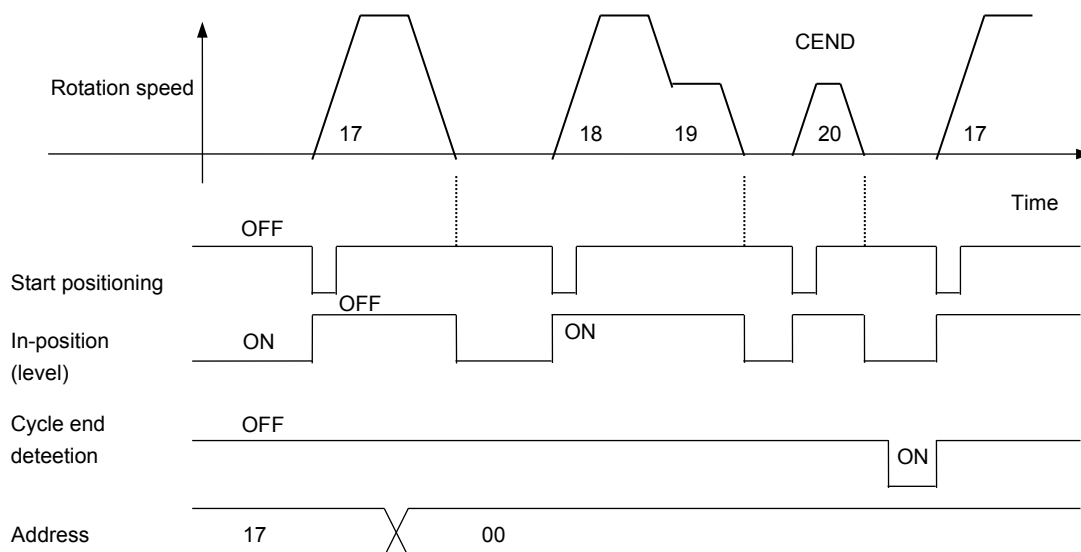 CEND
Rotation speed
17
18
19
20
17
Time
OFF
Start positioning
OFF
In-position
(level)
ON
ON
Cycle end
deteetion
OFF
ON
Address
17
00